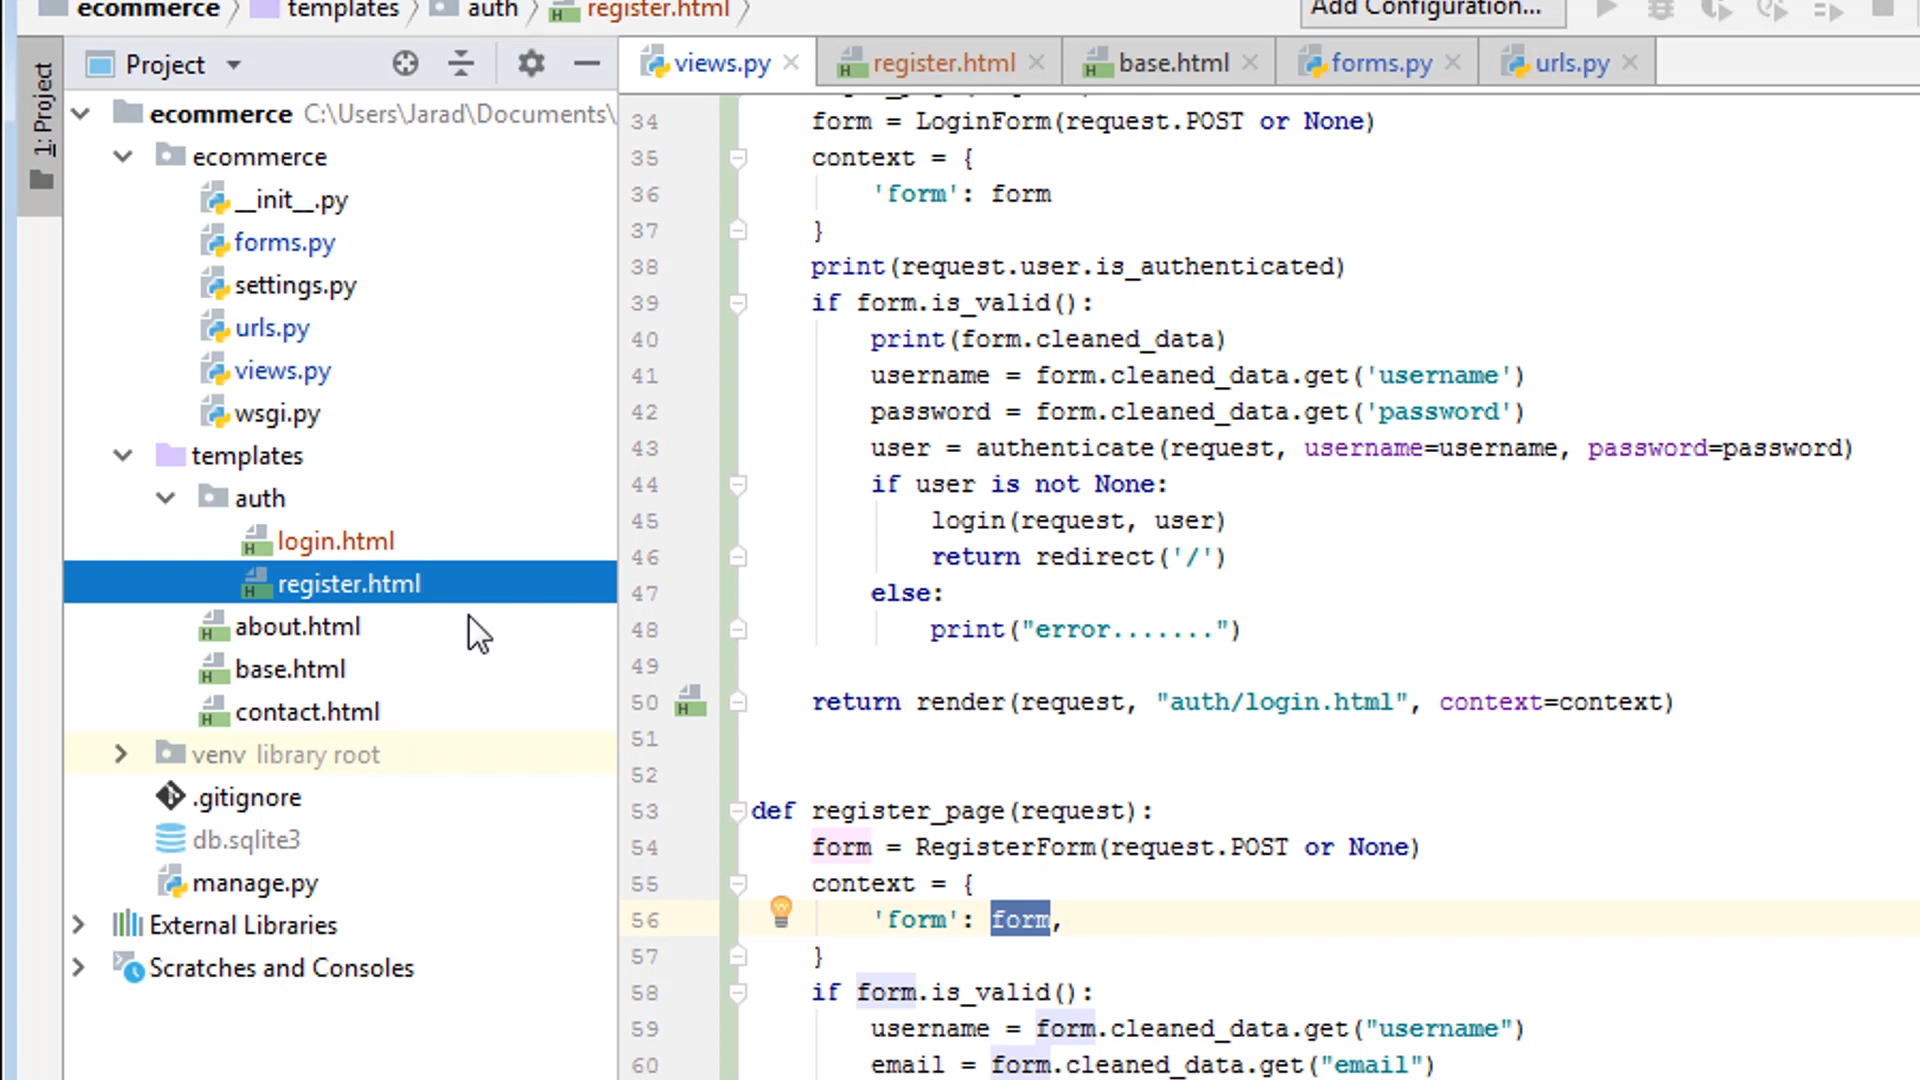 ecommerce templates auth register.html
Add Configuration...
1: Project
Project
views.py register.html base.html forms.py urls.py
ecommerce C:\Users\Jarad\Documents\
ecommerce
__init__.py
forms.py
settings.py
urls.py
views.py
wsgi.py
templates
auth
login.html
register.html
about.html
base.html
contact.html
venv library root
.gitignore
db.sqlite3
manage.py
External Libraries
Scratches and Consoles
34 form = LoginForm(request.POST or None)
35 context = {
36 'form': form
37 }
38 print(request.user.is_authenticated)
39 if form.is_valid():
40 print(form.cleaned_data)
41 username = form.cleaned_data.get('username')
42 password = form.cleaned_data.get('password')
43 user = authenticate(request, username=username, password=password)
44 if user is not None:
45 login(request, user)
46 return redirect('/')
47 else:
48 print("error.......")
49
50 return render(request, "auth/login.html", context=context)
51
52
53 def register_page(request):
54 form = RegisterForm(request.POST or None)
55 context = {
56 'form': form,
57 }
58 if form.is_valid():
59 username = form.cleaned_data.get("username")
60 email = form.cleaned_data.get("email")